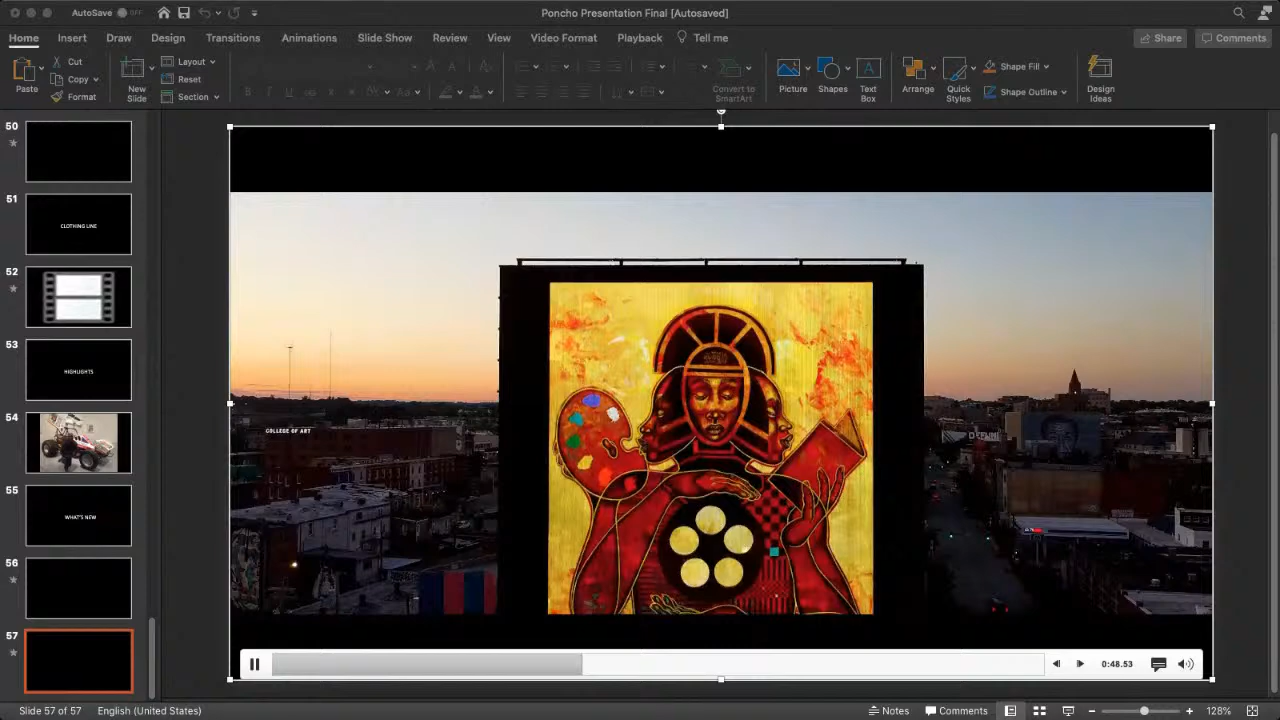 AutoSave OFF
Poncho Presentation Final [Autosaved]
Home Insert Draw Design Transitions Animations Slide Show Review View Video Format Playback Tell me
Share Comments
Paste
Cut
Copy
Format
New Slide
Layout
Reset
Section
Convert to SmartArt
Picture
Shapes
Text Box
Arrange
Quick Styles
Shape Fill
Shape Outline
Design Ideas
50
51
CLOTHING LINE
52
53
HIGHLIGHTS
54
55
WHAT'S NEW
56
57
COLLEGE OF ART
0:48.53
Slide 57 of 57 English (United States)
Notes Comments 128%